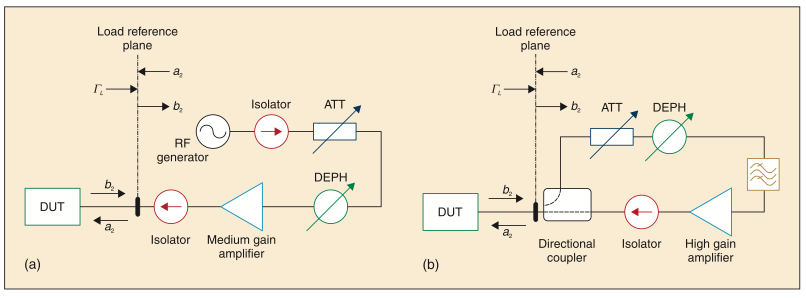 Load reference
plane
a2
ΓL
b2
Isolator
ATT
RF
generator
DEPH
b2
DUT
a2
Isolator
Medium gain
amplifier
(a)
Load reference
plane
a2
ΓL
b2
ATT
DEPH
b2
DUT
a2
Directional
coupler
Isolator
High gain
amplifier
(b)